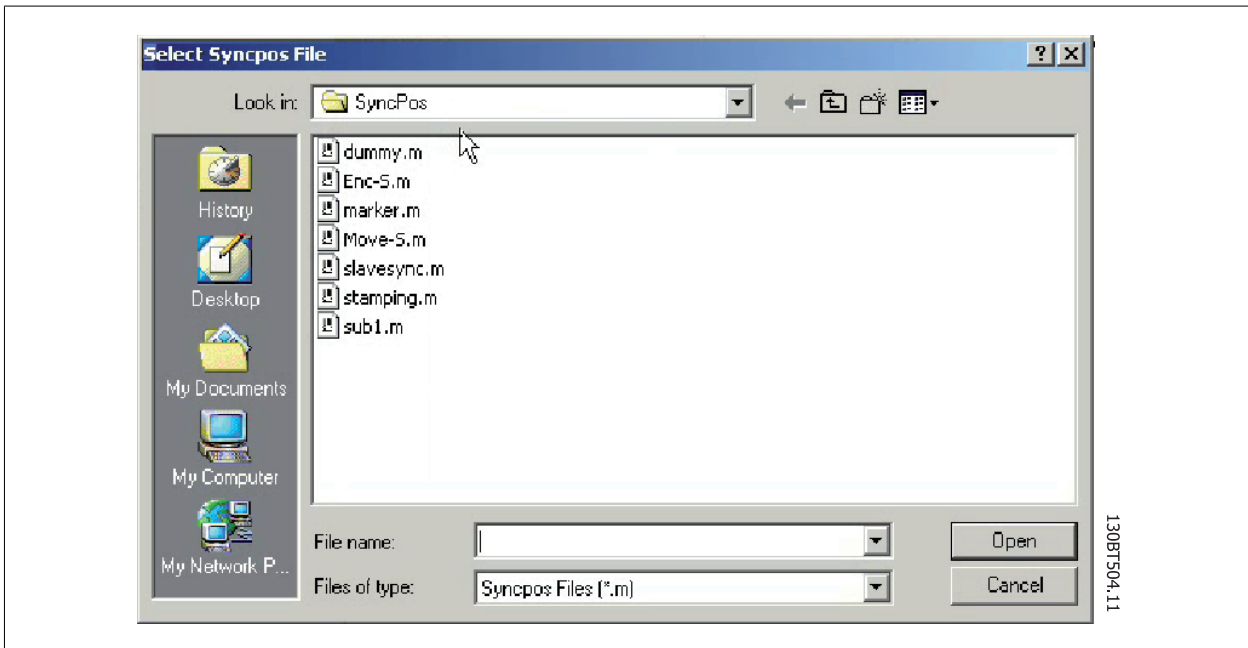 Select Syncpos File
Look in: SyncPos
dummy.m
Enc-S.m
marker.m
Move-S.m
slavesync.m
stamping.m
sub1.m
History
Desktop
My Documents
My Computer
My Network P...
File name:
Open
Files of type: Syncpos Files (*.m)
Cancel
130BT504.11